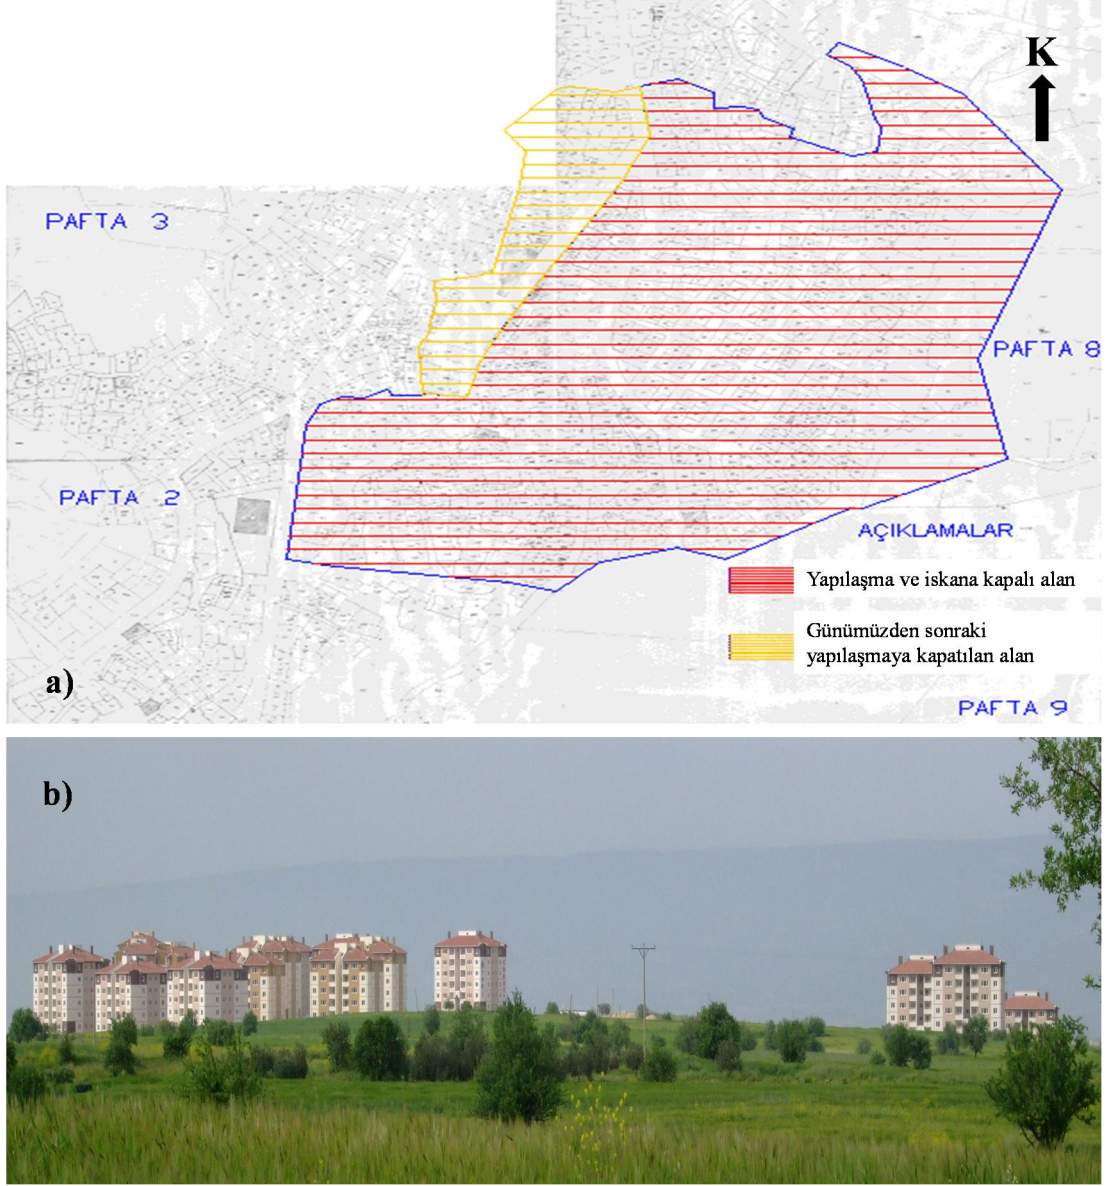 K
PAFTA 3
PAFTA 8
PAFTA 2
AÇIKLAMALAR
Yapılaşma ve iskana kapalı alan
Günümüzden sonraki
yapılaşmaya kapatılan alan
a)
PAFTA 9
b)